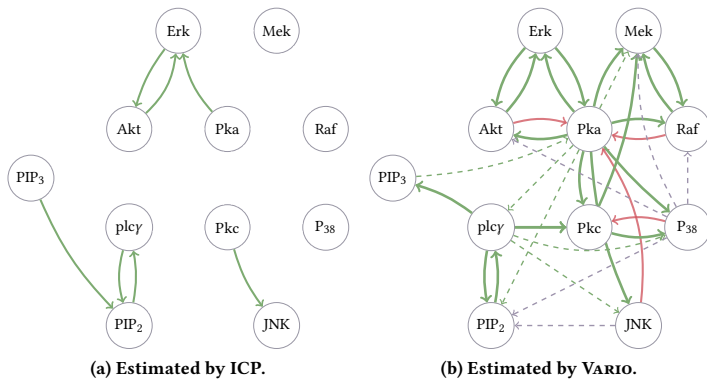 Erk Mek
Akt Pka Raf
PIP3
plcγ Pkc P38
PIP2 JNK
(a) Estimated by ICP.
Erk Mek
Akt Pka Raf
PIP3
plcγ Pkc P38
PIP2 JNK
(b) Estimated by VARIO.